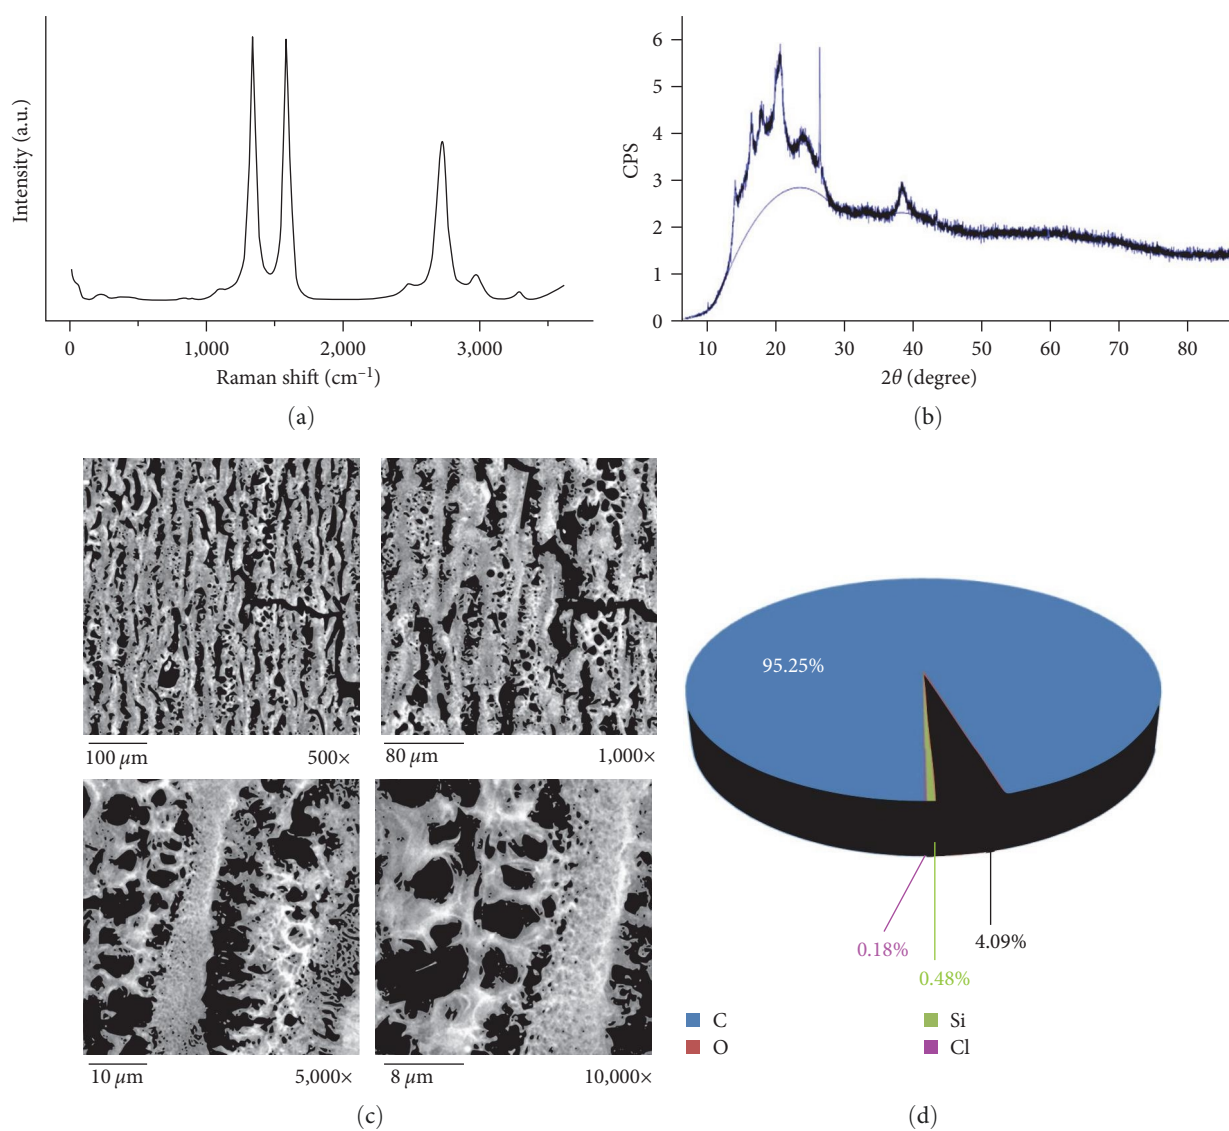 Intensity (a.u.)
0
1,000
2,000
3,000
Raman shift (cm⁻¹)
(a)
CPS
6
5
4
3
2
1
0
10
20
30
40
50
60
70
80
2θ (degree)
(b)
100 μm
500×
80 μm
1,000×
10 μm
5,000×
8 μm
10,000×
(c)
95.25%
0.18%
0.48%
4.09%
C
O
Si
Cl
(d)